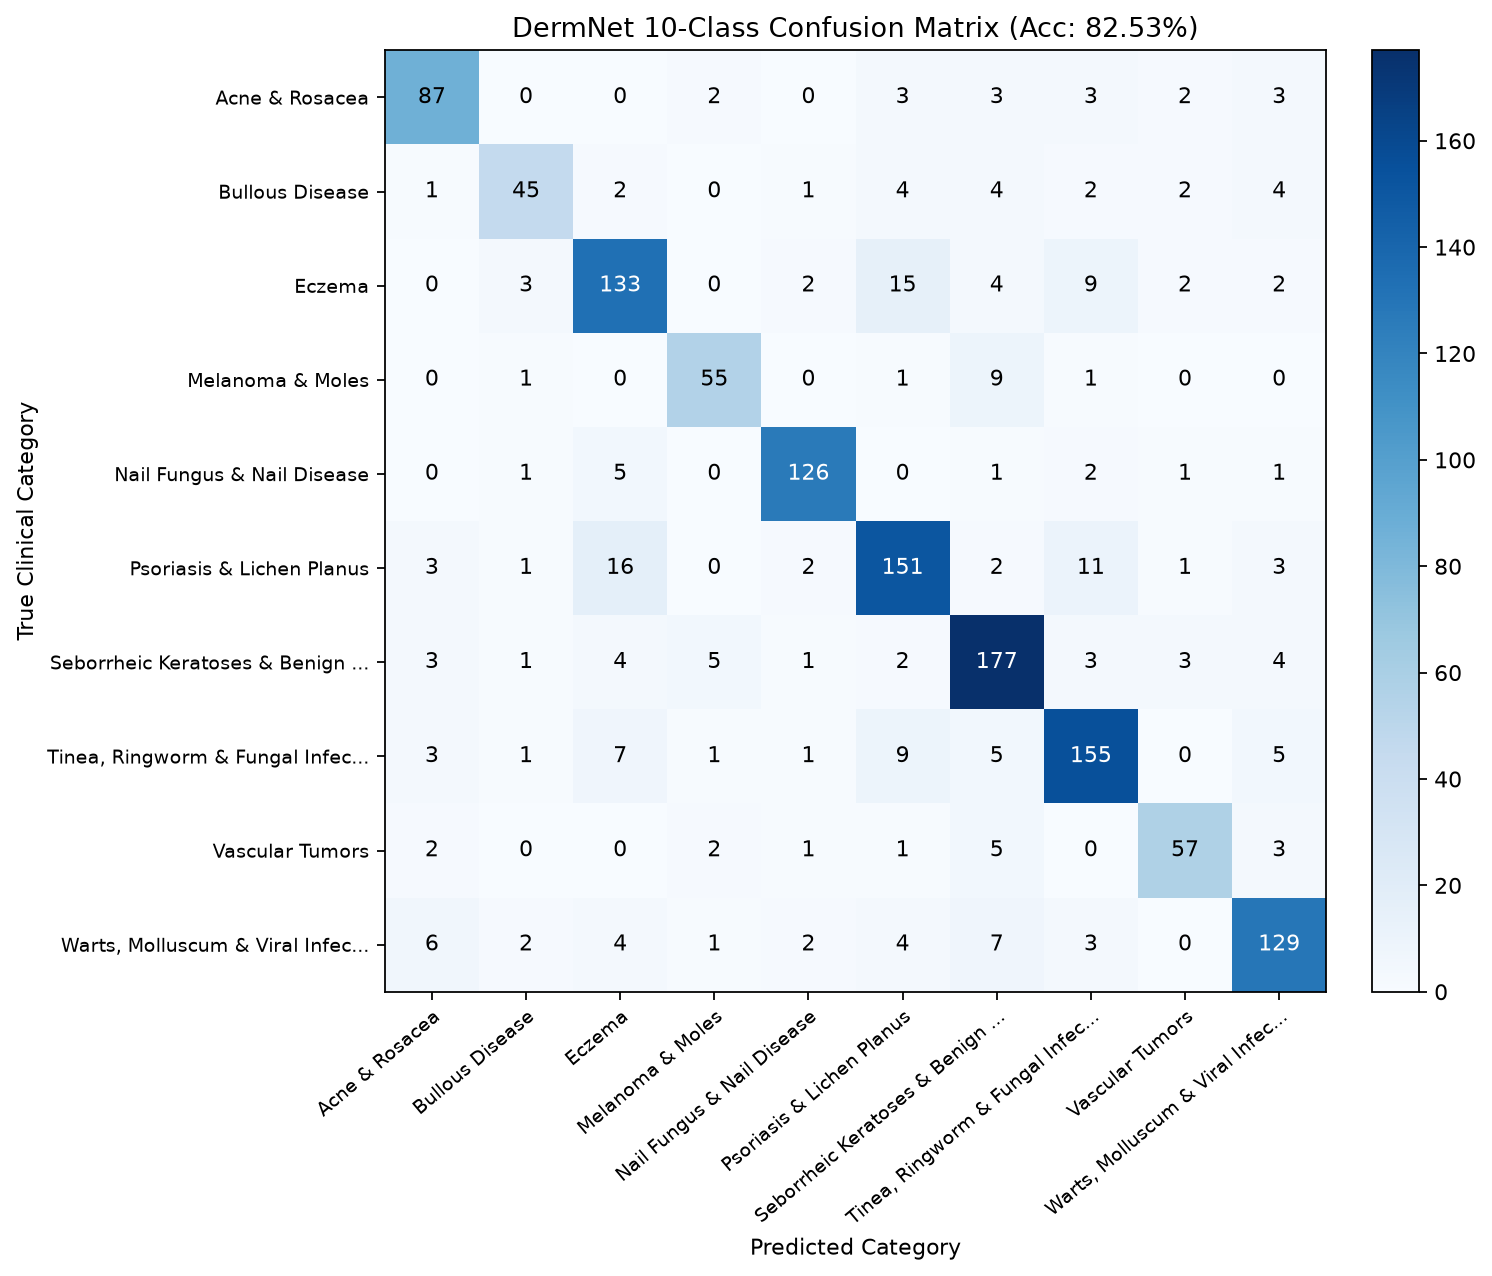 DermNet 10-Class Confusion Matrix (Acc: 82.53%)
True Clinical Category
Acne & Rosacea 87 0 0 2 0 3 3 3 2 3
Bullous Disease 1 45 2 0 1 4 4 2 2 4
Eczema 0 3 133 0 2 15 4 9 2 2
Melanoma & Moles 0 1 0 55 0 1 9 1 0 0
Nail Fungus & Nail Disease 0 1 5 0 126 0 1 2 1 1
Psoriasis & Lichen Planus 3 1 16 0 2 151 2 11 1 3
Seborrheic Keratoses & Benign ... 3 1 4 5 1 2 177 3 3 4
Tinea, Ringworm & Fungal Infec... 3 1 7 1 1 9 5 155 0 5
Vascular Tumors 2 0 0 2 1 1 5 0 57 3
Warts, Molluscum & Viral Infec... 6 2 4 1 2 4 7 3 0 129
Acne & Rosacea
Bullous Disease
Eczema
Melanoma & Moles
Nail Fungus & Nail Disease
Psoriasis & Lichen Planus
Seborrheic Keratoses & Benign ...
Tinea, Ringworm & Fungal Infec...
Vascular Tumors
Warts, Molluscum & Viral Infec...
Predicted Category
160
140
120
100
80
60
40
20
0